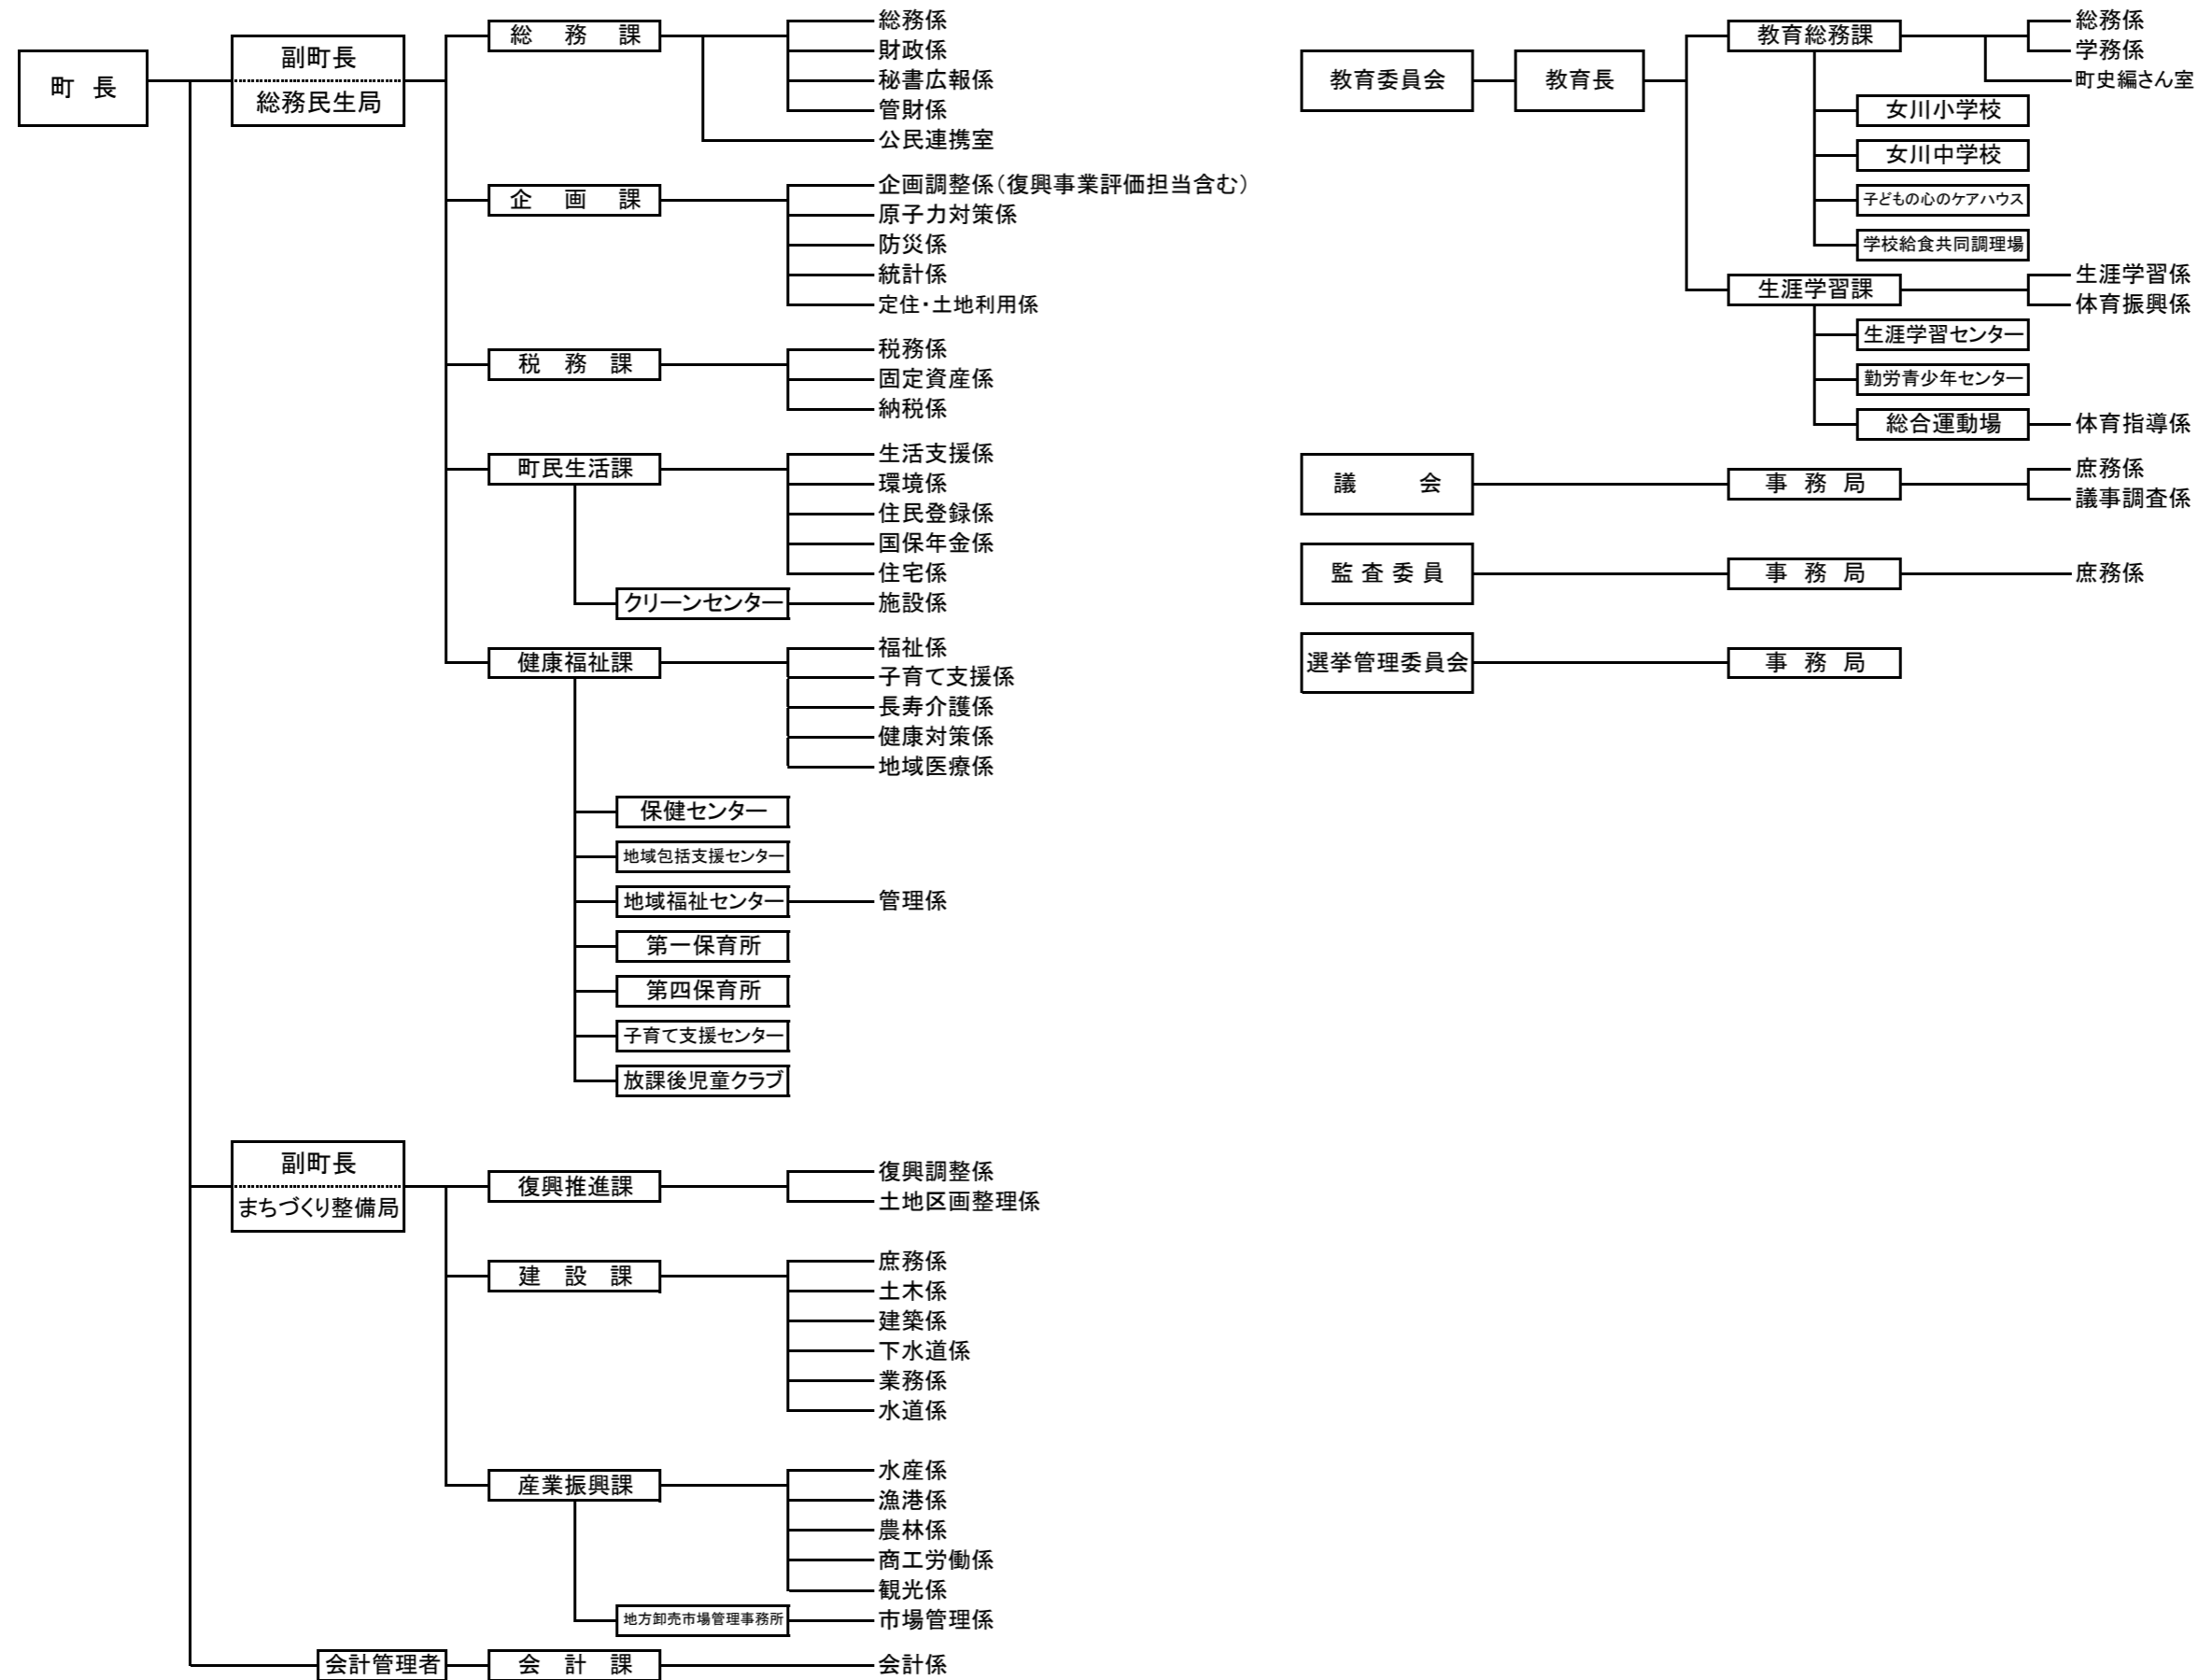 町 長
副町長
総務民生局
総 務 課
総務係
財政係
秘書広報係
管財係
公民連携室
企 画 課
企画調整係(復興事業評価担当含む)
原子力対策係
防災係
統計係
定住・土地利用係
税 務 課
税務係
固定資産係
納税係
町民生活課
生活支援係
環境係
住民登録係
国保年金係
住宅係
クリーンセンター
施設係
健康福祉課
福祉係
子育て支援係
長寿介護係
健康対策係
地域医療係
保健センター
地域包括支援センター
地域福祉センター
管理係
第一保育所
第四保育所
子育て支援センター
放課後児童クラブ
副町長
まちづくり整備局
復興推進課
復興調整係
土地区画整理係
建 設 課
庶務係
土木係
建築係
下水道係
業務係
水道係
産業振興課
水産係
漁港係
農林係
商工労働係
観光係
地方卸売市場管理事務所
市場管理係
会計管理者
会 計 課
会計係
教育委員会
教育長
教育総務課
総務係
学務係
町史編さん室
女川小学校
女川中学校
子どもの心のケアハウス
学校給食共同調理場
生涯学習課
生涯学習係
体育振興係
生涯学習センター
勤労青少年センター
総合運動場
体育指導係
議 会
事 務 局
庶務係
議事調査係
監 査 委 員
事 務 局
庶務係
選挙管理委員会
事 務 局